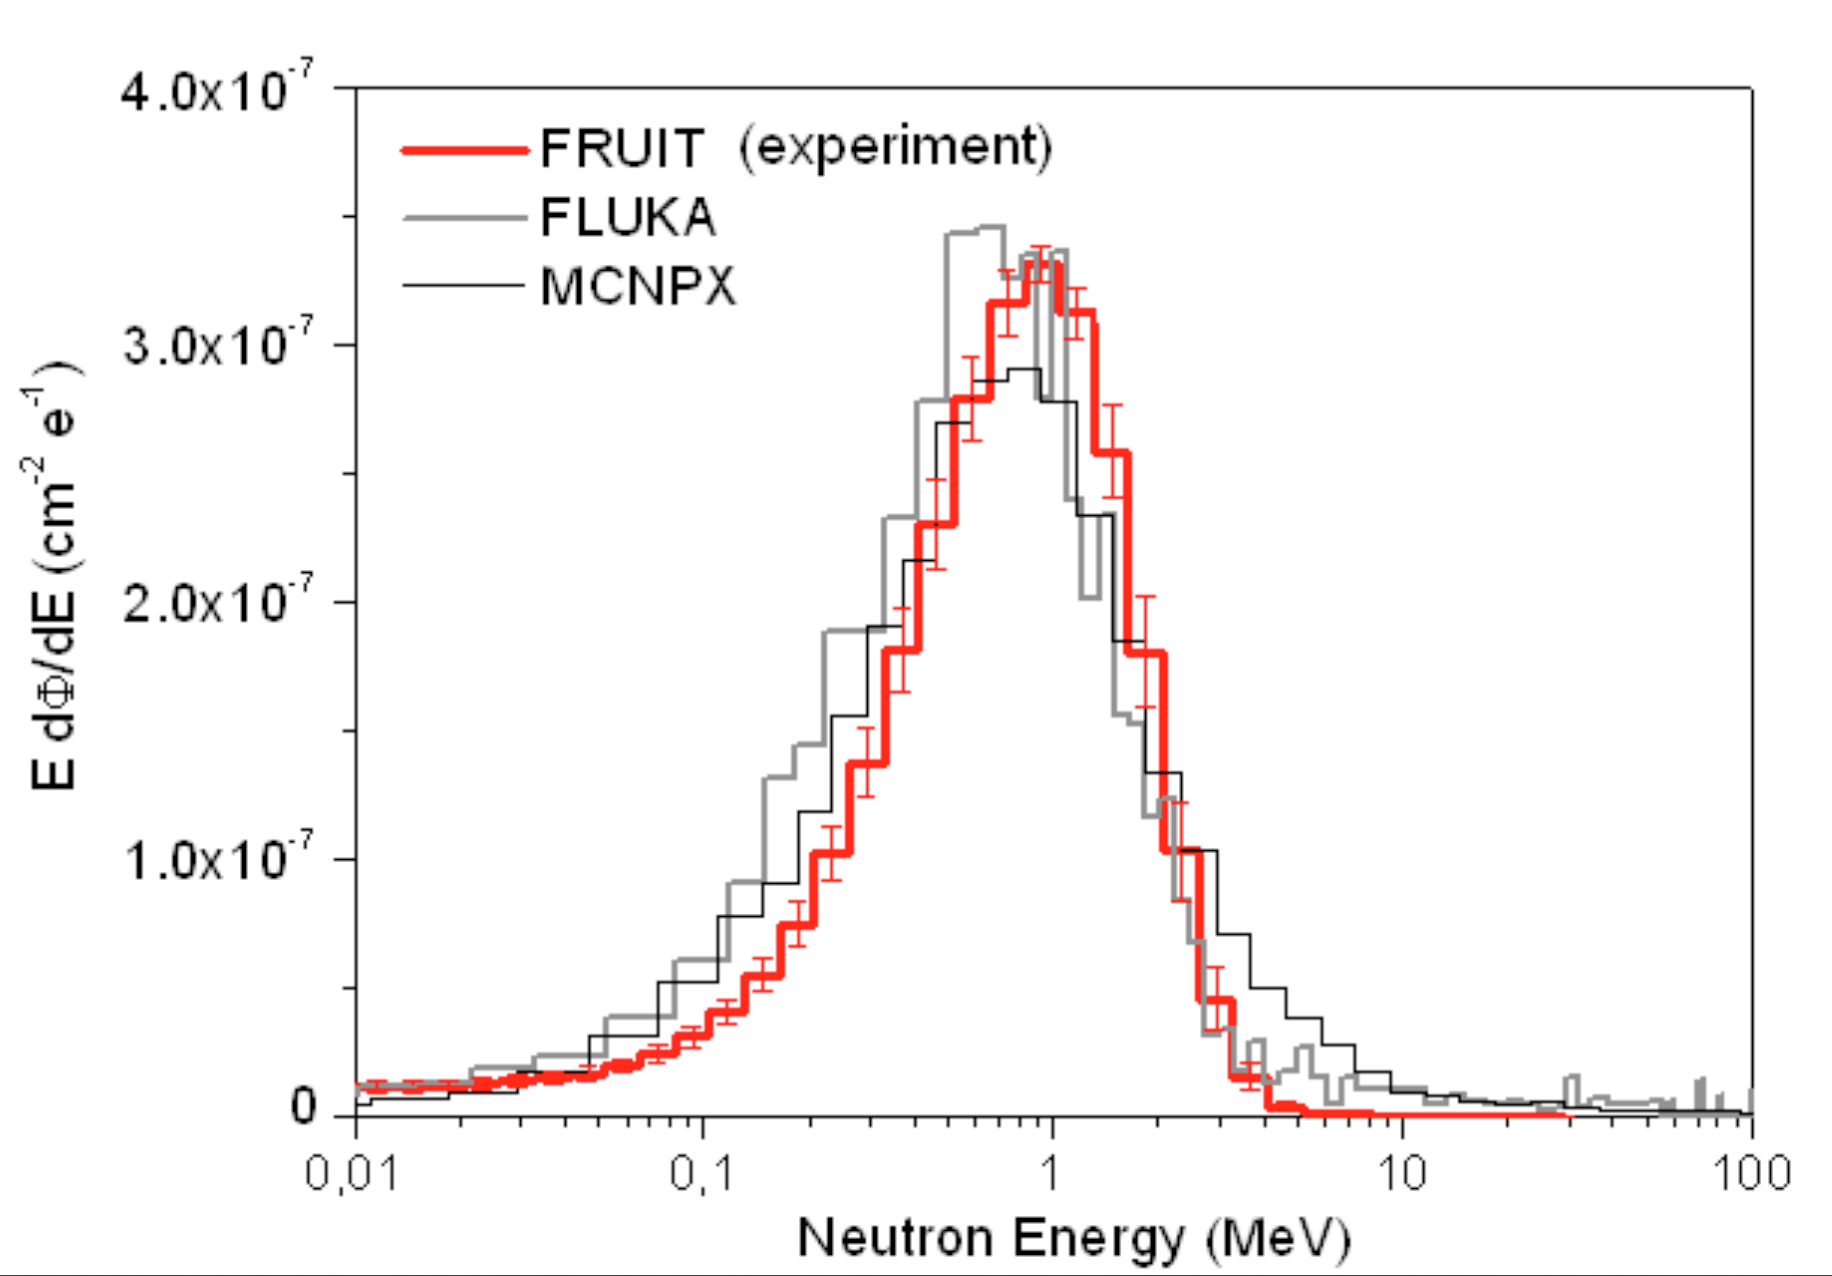 4.0x10⁻⁷
FRUIT (experiment)
FLUKA
MCNPX
3.0x10⁻⁷
2.0x10⁻⁷
1.0x10⁻⁷
0
E dΦ/dE (cm⁻² e⁻¹)
0,01 0,1 1 10 100
Neutron Energy (MeV)